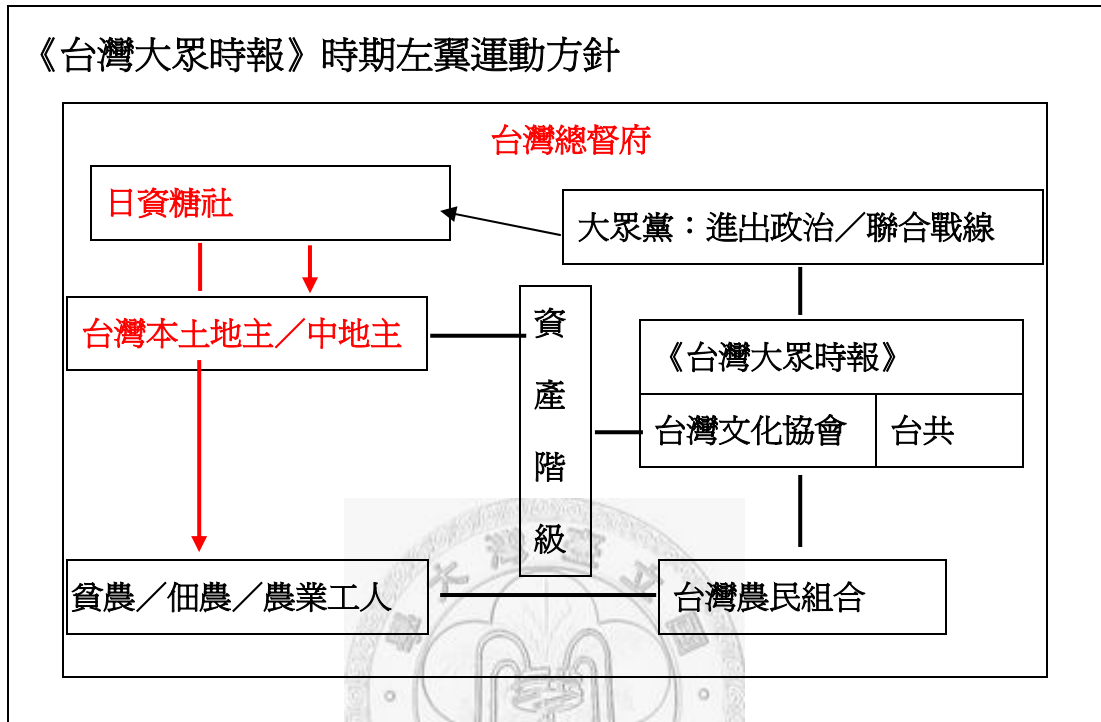 《台灣大眾時報》時期左翼運動方針
台灣總督府
日資糖社
大眾黨：進出政治／聯合戰線
台灣本土地主／中地主
資產階級
《台灣大眾時報》
台灣文化協會
台共
貧農／佃農／農業工人
台灣農民組合